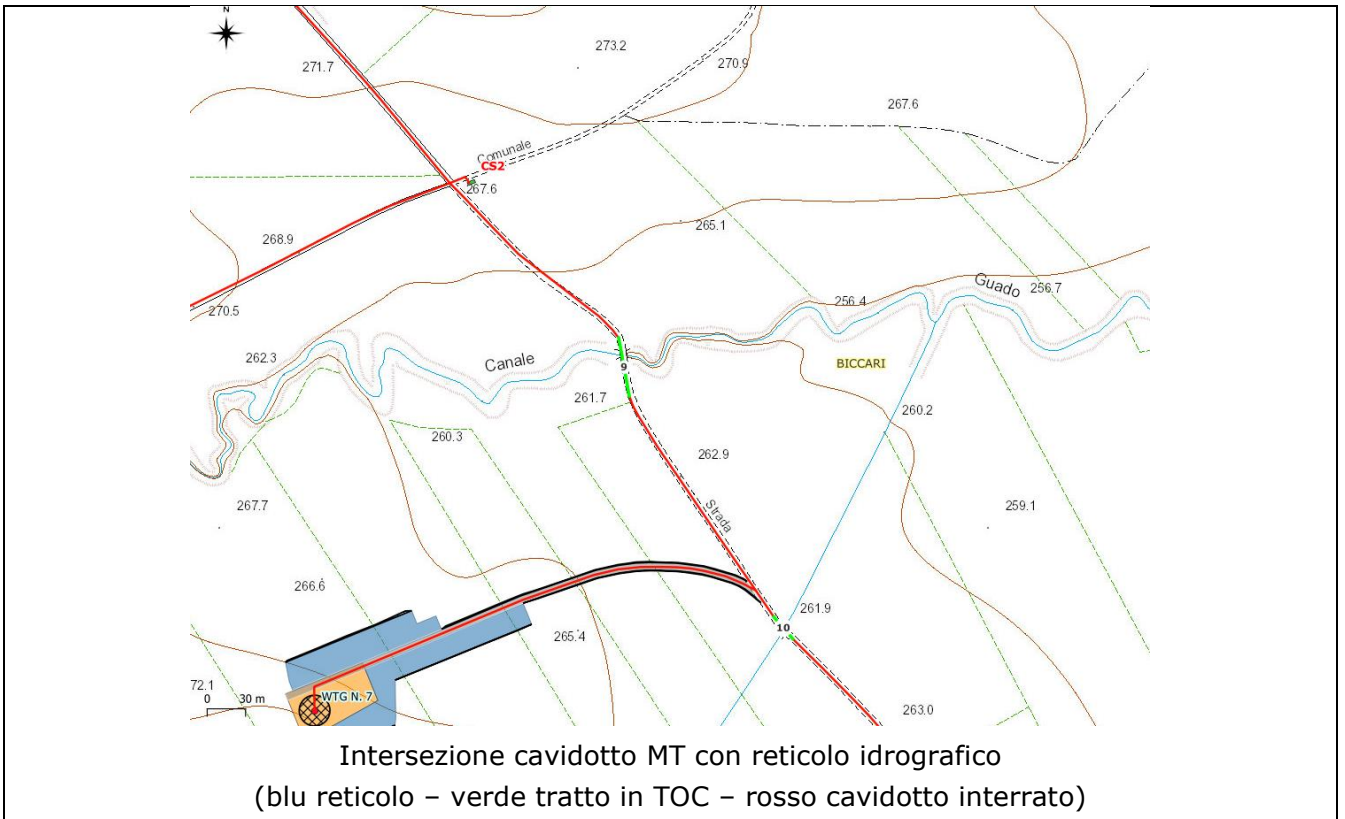 N
273.2
271.7
270.9
267.6
Comunale
CS2
267.6
265.1
268.9
Guado
256.7
256.4
270.5
262.3
Canale
9
BICCARI
261.7
260.2
260.3
262.9
267.7
Strada
259.1
266.6
261.9
10
265.4
72.1
0 30 m
WTG N. 7
263.0
Intersezione cavidotto MT con reticolo idrografico
(blu reticolo – verde tratto in TOC – rosso cavidotto interrato)